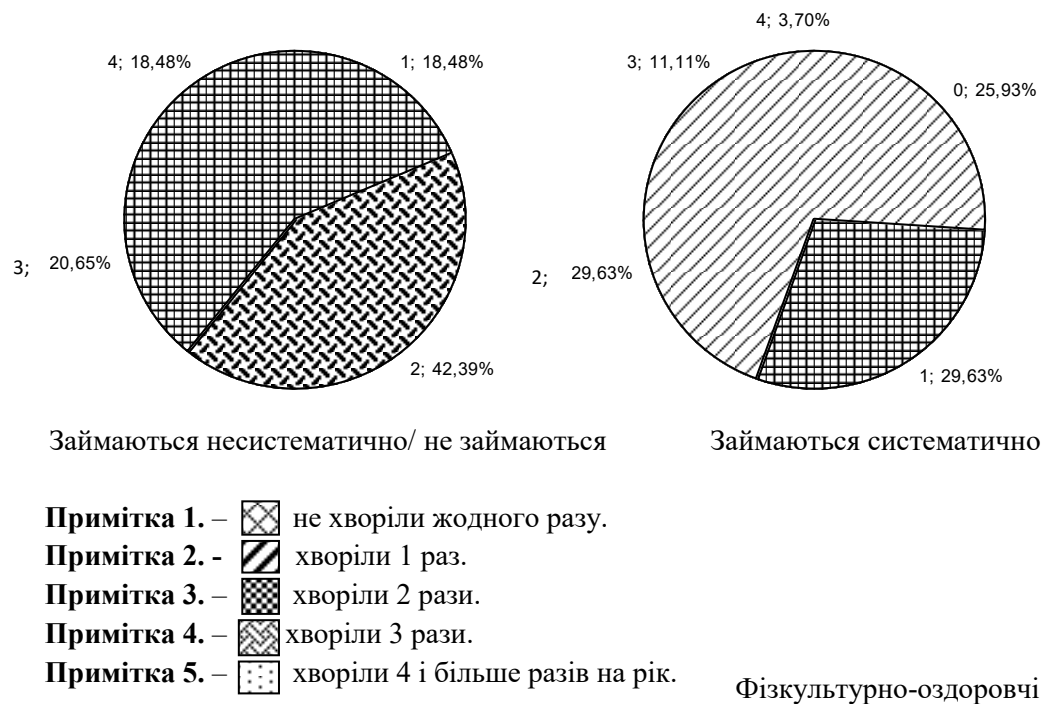 4; 3,70%
4; 18,48% 1; 18,48% 3; 11,11%
0; 25,93%
3; 20,65% 2; 29,63%
2; 42,39% 1; 29,63%
Займаються несистематично/ не займаються Займаються систематично
Примітка 1. – не хворіли жодного разу.
Примітка 2. - хворіли 1 раз.
Примітка 3. – хворіли 2 рази.
Примітка 4. – хворіли 3 рази.
Примітка 5. – хворіли 4 і більше разів на рік.
Фізкультурно-оздоровчі